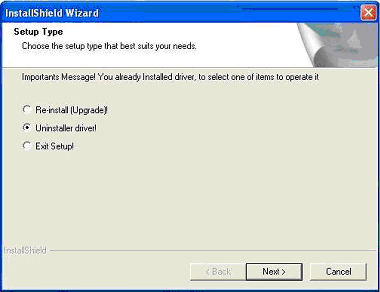 InstallShield Wizard
Setup Type
Choose the setup type that best suits your needs.
Importants Message! You already Installed driver, to select one of items to operate it
Re-install (Upgrade)!
Uninstaller driver!
Exit Setup!
InstallShield
< Back
Next >
Cancel